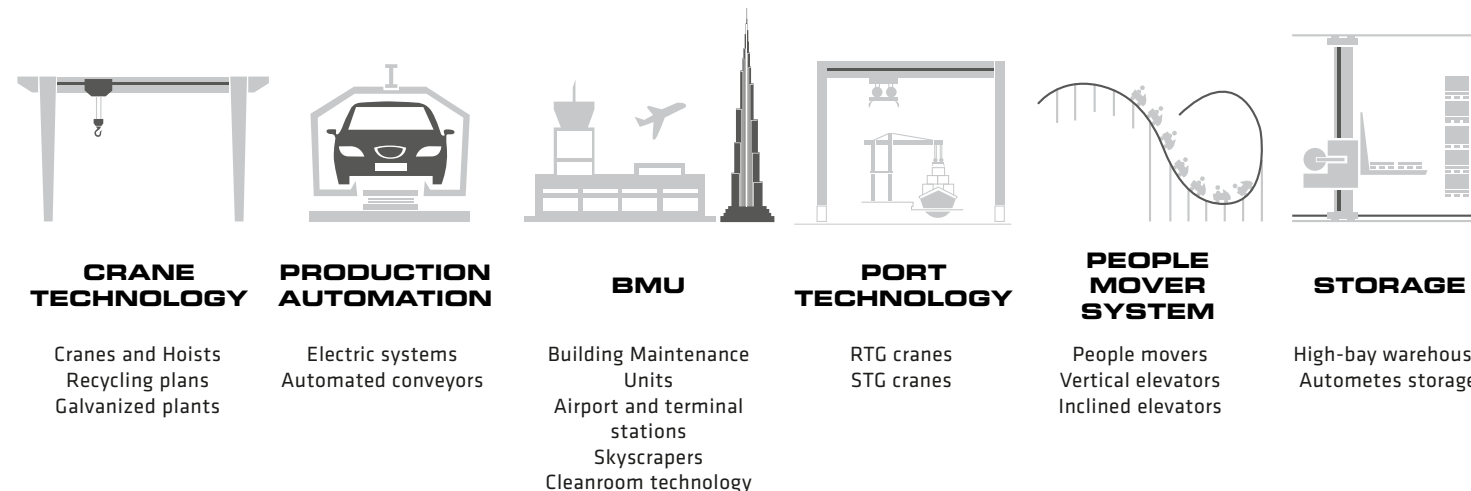 CRANE
TECHNOLOGY
Cranes and Hoists
Recycling plans
Galvanized plants
PRODUCTION
AUTOMATION
Electric systems
Automated conveyors
BMU
Building Maintenance
Units
Airport and terminal
stations
Skyscrapers
Cleanroom technology
PORT
TECHNOLOGY
RTG cranes
STG cranes
PEOPLE
MOVER
SYSTEM
People movers
Vertical elevators
Inclined elevators
STORAGE
High-bay
Autometes storage